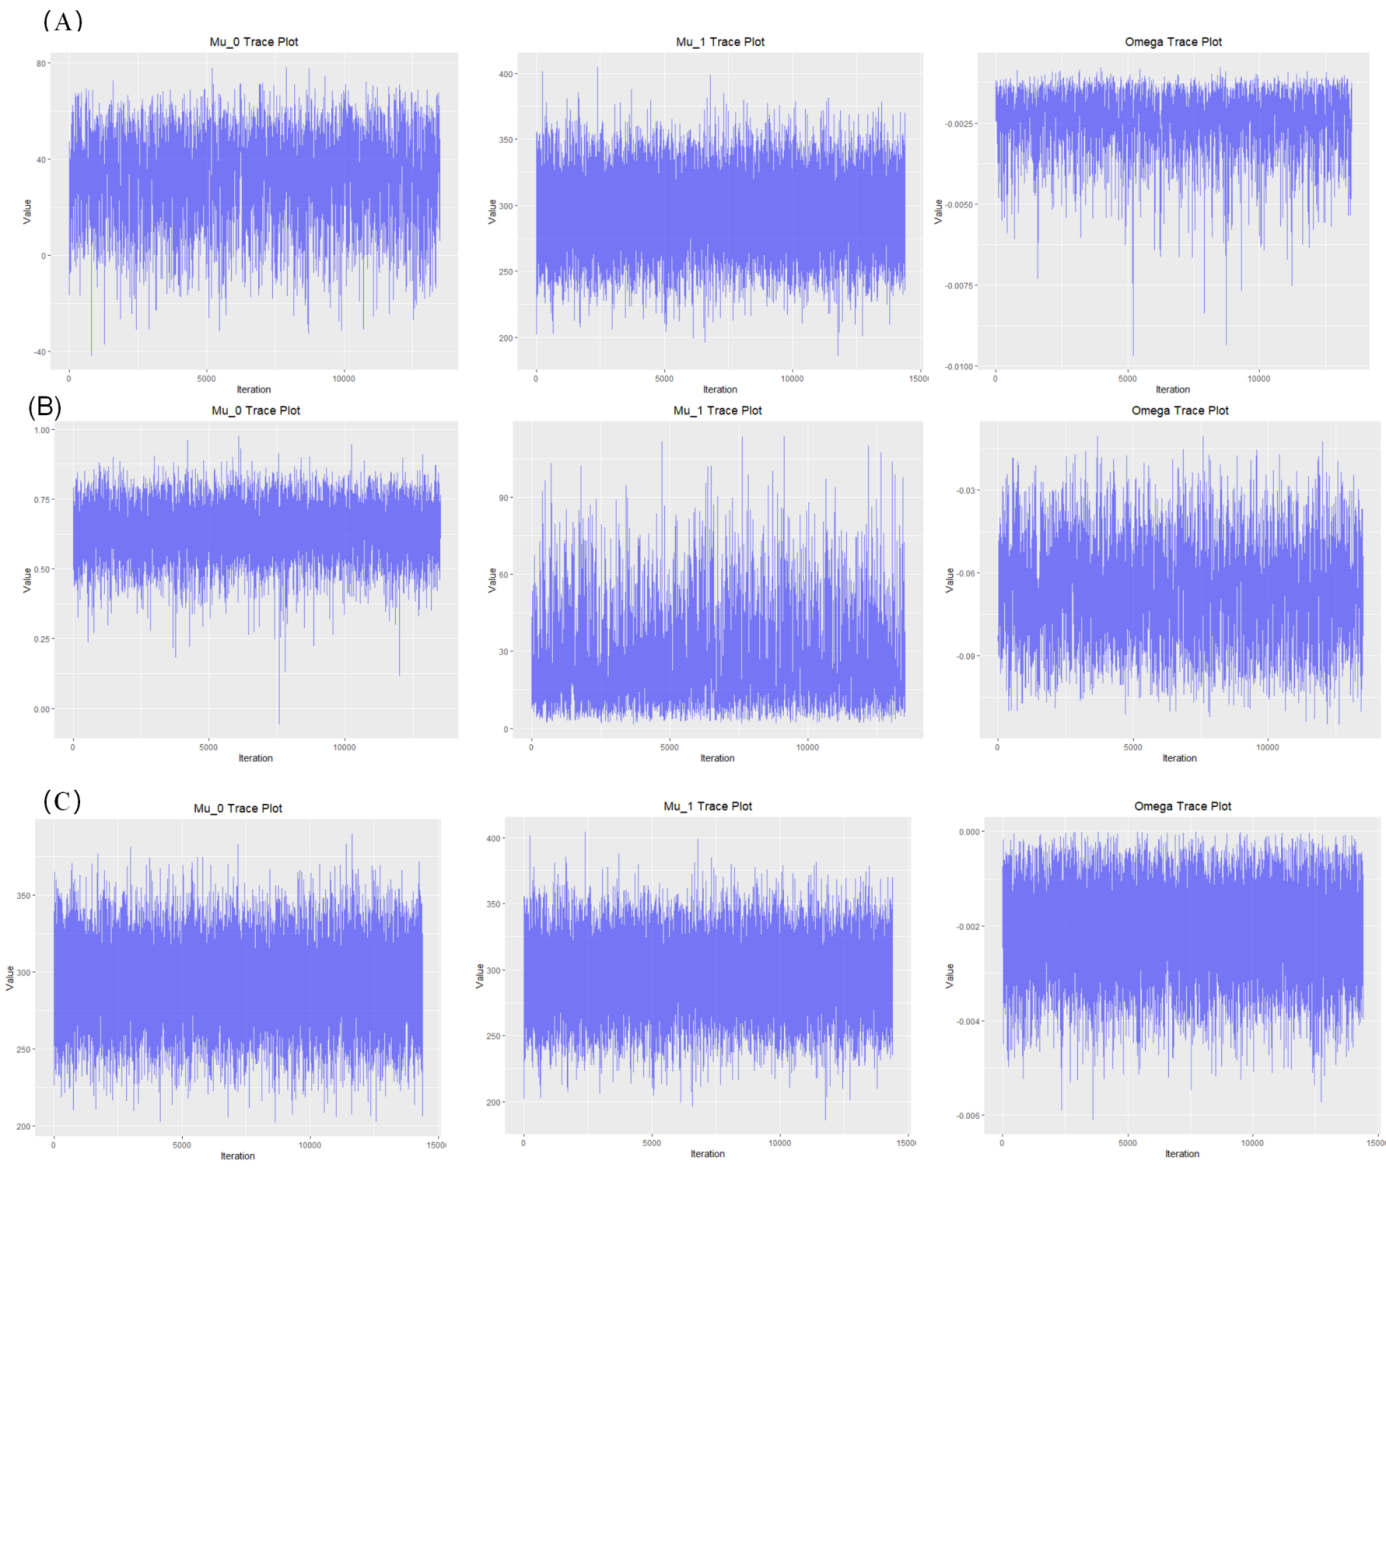 (A)
Mu_0 Trace Plot Mu_1 Trace Plot Omega Trace Plot
80
40
0
-40
Value
0 5000 10000
Iteration
400
350
300
250
200
Value
0 5000 10000 15000
Iteration
-0.0025
-0.0050
-0.0075
-0.0100
Value
0 5000 10000
Iteration
(B)
Mu_0 Trace Plot Mu_1 Trace Plot Omega Trace Plot
1.00
0.75
0.50
0.25
0.00
Value
0 5000 10000
Iteration
90
60
30
0
Value
0 5000 10000
Iteration
-0.03
-0.06
-0.09
Value
0 5000 10000
Iteration
(C)
Mu_0 Trace Plot Mu_1 Trace Plot Omega Trace Plot
350
300
250
200
Value
0 5000 10000 15000
Iteration
400
350
300
250
200
Value
0 5000 10000 15000
Iteration
0.000
-0.002
-0.004
-0.006
Value
0 5000 10000 15000
Iteration